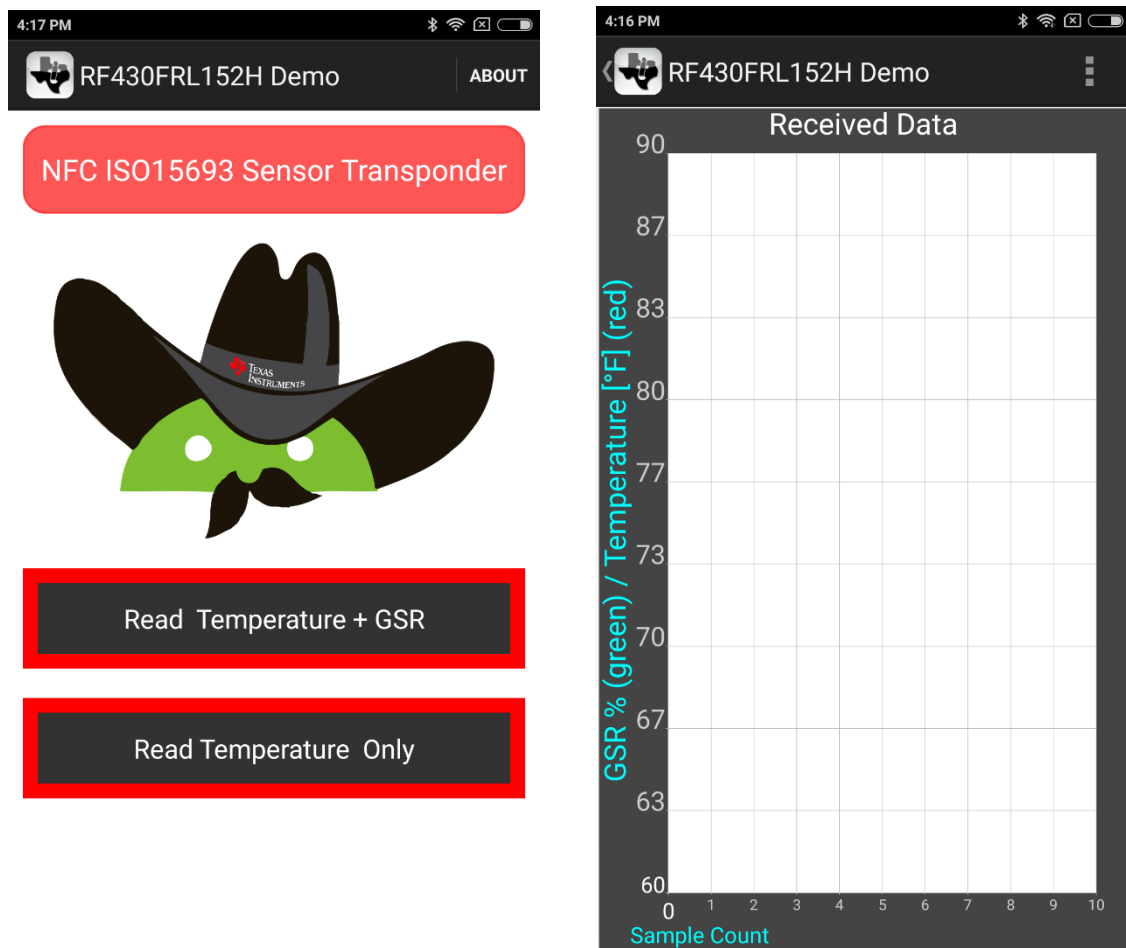 4:17 PM
RF430FRL152H Demo
ABOUT
NFC ISO15693 Sensor Transponder
TEXAS
INSTRUMENTS
Read Temperature + GSR
Read Temperature Only
4:16 PM
RF430FRL152H Demo
Received Data
GSR % (green) / Temperature [°F] (red)
90
87
83
80
77
73
70
67
63
60
0 1 2 3 4 5 6 7 8 9 10
Sample Count